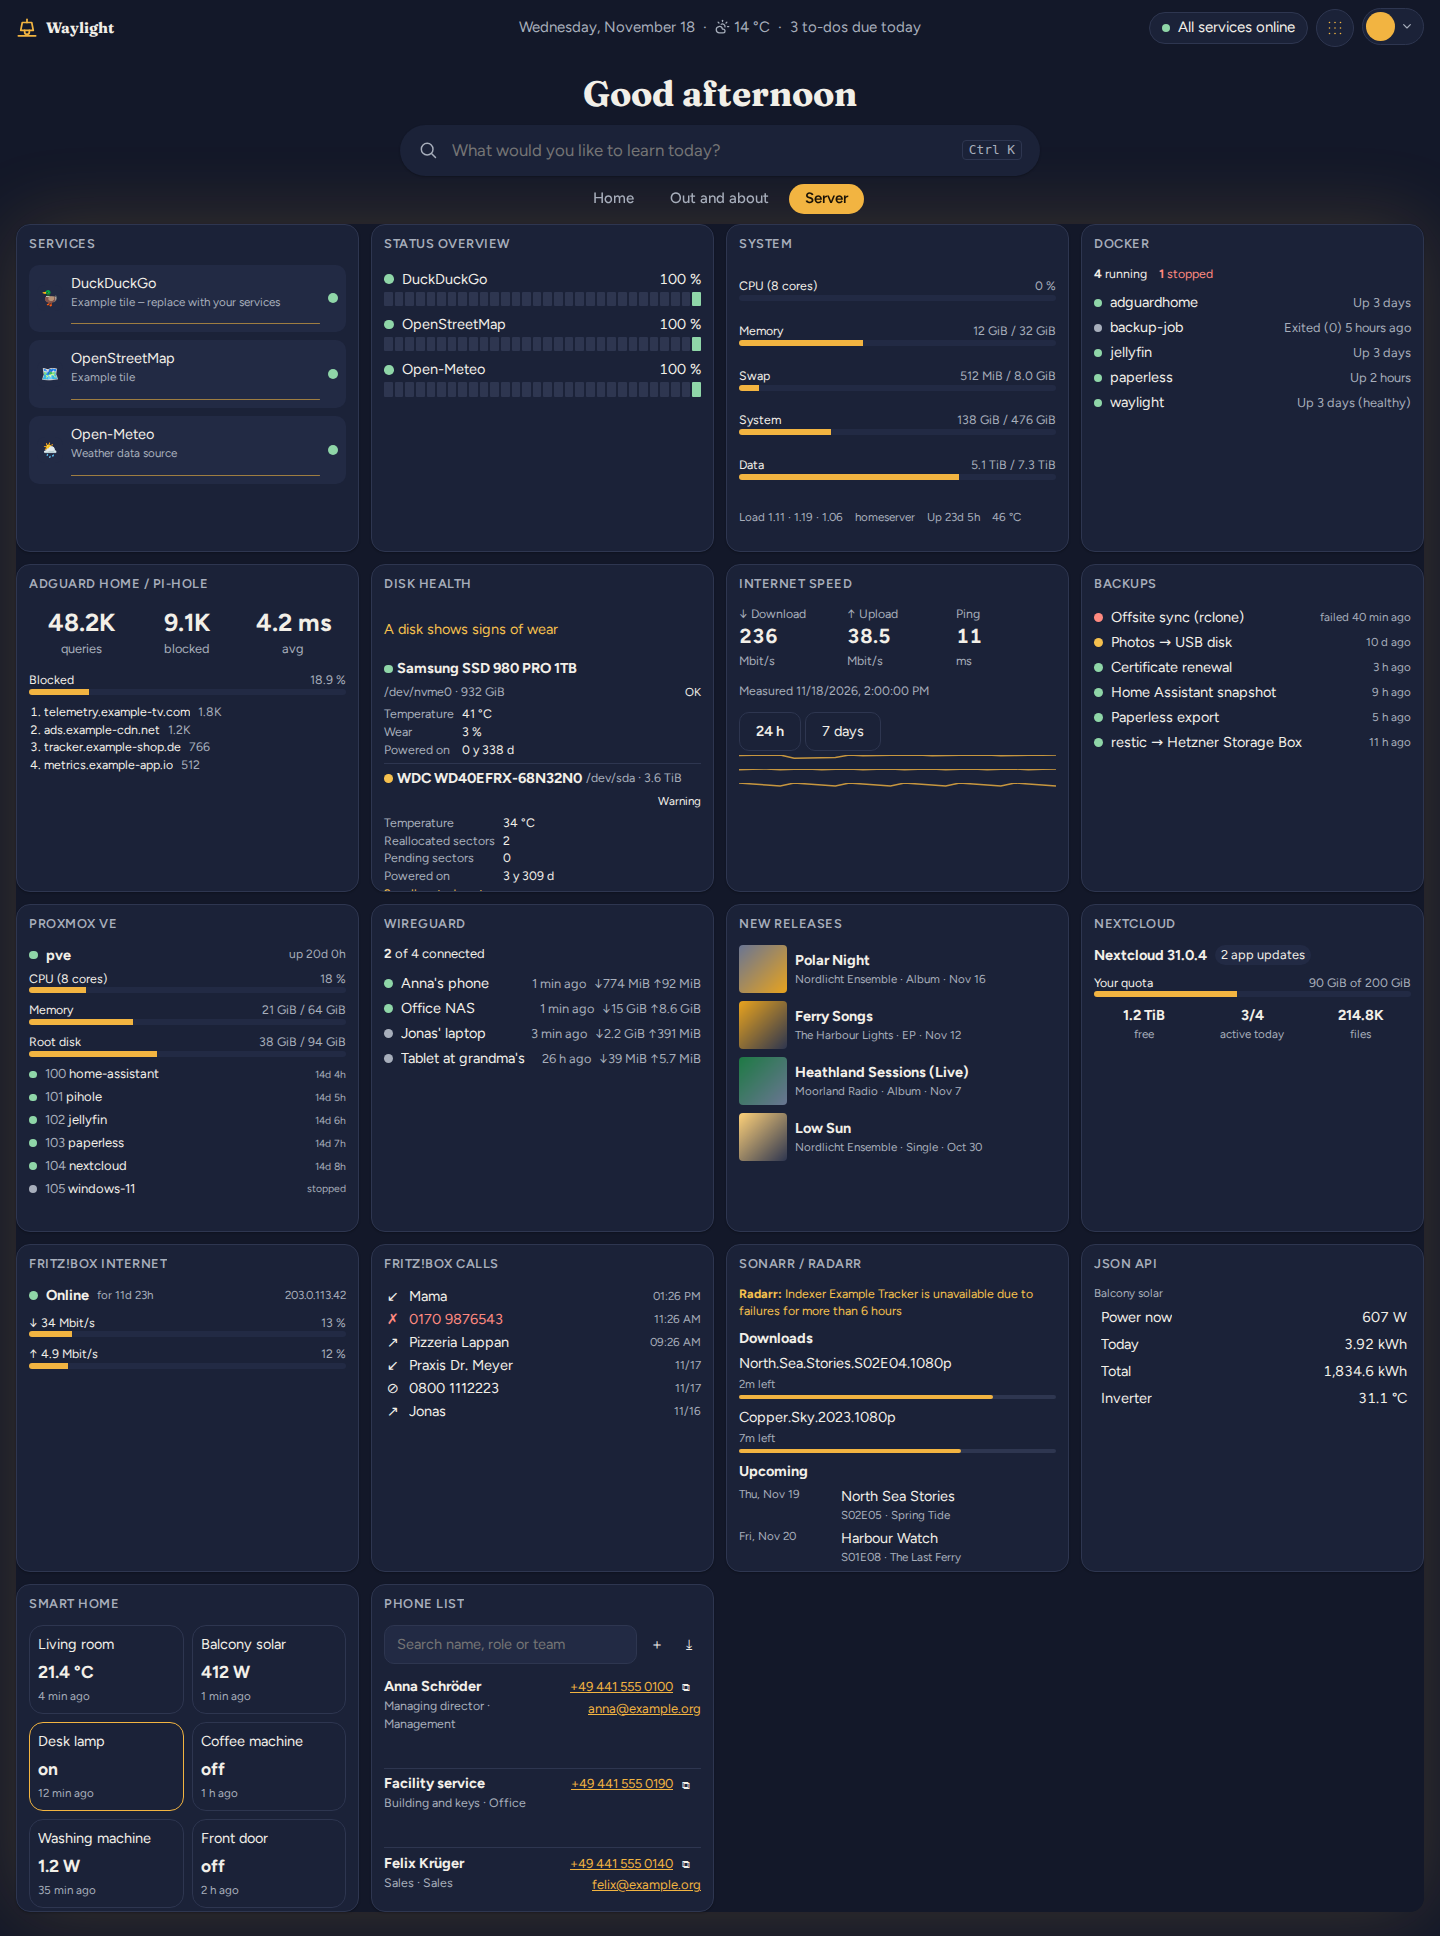 Waylight
Wednesday, November 18 · 14 °C · 3 to-dos due today
All services online
Good afternoon
What would you like to learn today?
Ctrl K
Home
Out and about
Server
SERVICES
DuckDuckGo
Example tile – replace with your services
OpenStreetMap
Example tile
Open-Meteo
Weather data source
STATUS OVERVIEW
DuckDuckGo 100 %
OpenStreetMap 100 %
Open-Meteo 100 %
SYSTEM
CPU (8 cores) 0 %
Memory 12 GiB / 32 GiB
Swap 512 MiB / 8.0 GiB
System 138 GiB / 476 GiB
Data 5.1 TiB / 7.3 TiB
Load 1.11 · 1.19 · 1.06 homeserver Up 23d 5h 46 °C
DOCKER
4 running 1 stopped
adguardhome Up 3 days
backup-job Exited (0) 5 hours ago
jellyfin Up 3 days
paperless Up 2 hours
waylight Up 3 days (healthy)
ADGUARD HOME / PI-HOLE
48.2K 9.1K 4.2 ms
queries blocked avg
Blocked 18.9 %
1. telemetry.example-tv.com 1.8K
2. ads.example-cdn.net 1.2K
3. tracker.example-shop.de 766
4. metrics.example-app.io 512
DISK HEALTH
A disk shows signs of wear
Samsung SSD 980 PRO 1TB
/dev/nvme0 · 932 GiB OK
Temperature 41 °C
Wear 3 %
Powered on 0 y 338 d
WDC WD40EFRX-68N32N0 /dev/sda · 3.6 TiB
Warning
Temperature 34 °C
Reallocated sectors 2
Pending sectors 0
Powered on 3 y 309 d
INTERNET SPEED
↓ Download ↑ Upload Ping
236 38.5 11
Mbit/s Mbit/s ms
Measured 11/18/2026, 2:00:00 PM
24 h 7 days
BACKUPS
Offsite sync (rclone) failed 40 min ago
Photos → USB disk 10 d ago
Certificate renewal 3 h ago
Home Assistant snapshot 9 h ago
Paperless export 5 h ago
restic → Hetzner Storage Box 11 h ago
PROXMOX VE
pve up 20d 0h
CPU (8 cores) 18 %
Memory 21 GiB / 64 GiB
Root disk 38 GiB / 94 GiB
100 home-assistant 14d 4h
101 pihole 14d 5h
102 jellyfin 14d 6h
103 paperless 14d 7h
104 nextcloud 14d 8h
105 windows-11 stopped
WIREGUARD
2 of 4 connected
Anna's phone 1 min ago ↓774 MiB ↑92 MiB
Office NAS 1 min ago ↓15 GiB ↑8.6 GiB
Jonas' laptop 3 min ago ↓2.2 GiB ↑391 MiB
Tablet at grandma's 26 h ago ↓39 MiB ↑5.7 MiB
NEW RELEASES
Polar Night
Nordlicht Ensemble · Album · Nov 16
Ferry Songs
The Harbour Lights · EP · Nov 12
Heathland Sessions (Live)
Moorland Radio · Album · Nov 7
Low Sun
Nordlicht Ensemble · Single · Oct 30
NEXTCLOUD
Nextcloud 31.0.4 2 app updates
Your quota 90 GiB of 200 GiB
1.2 TiB 3/4 214.8K
free active today files
FRITZ!BOX INTERNET
Online for 11d 23h 203.0.113.42
↓ 34 Mbit/s 13 %
↑ 4.9 Mbit/s 12 %
FRITZ!BOX CALLS
↙ Mama 01:26 PM
✗ 0170 9876543 11:26 AM
↗ Pizzeria Lappan 09:26 AM
↙ Praxis Dr. Meyer 11/17
⊘ 0800 1112223 11/17
↗ Jonas 11/16
SONARR / RADARR
Radarr: Indexer Example Tracker is unavailable due to
failures for more than 6 hours
Downloads
North.Sea.Stories.S02E04.1080p
2m left
Copper.Sky.2023.1080p
7m left
Upcoming
Thu, Nov 19 North Sea Stories
S02E05 · Spring Tide
Fri, Nov 20 Harbour Watch
S01E08 · The Last Ferry
JSON API
Balcony solar
Power now 607 W
Today 3.92 kWh
Total 1,834.6 kWh
Inverter 31.1 °C
SMART HOME
Living room
21.4 °C
4 min ago
Balcony solar
412 W
1 min ago
Desk lamp
on
12 min ago
Coffee machine
off
1 h ago
Washing machine
1.2 W
35 min ago
Front door
off
2 h ago
PHONE LIST
Search name, role or team
+
Anna Schröder +49 441 555 0100
Managing director · anna@example.org
Management
Facility service +49 441 555 0190
Building and keys · Office
Felix Krüger +49 441 555 0140
Sales · Sales felix@example.org